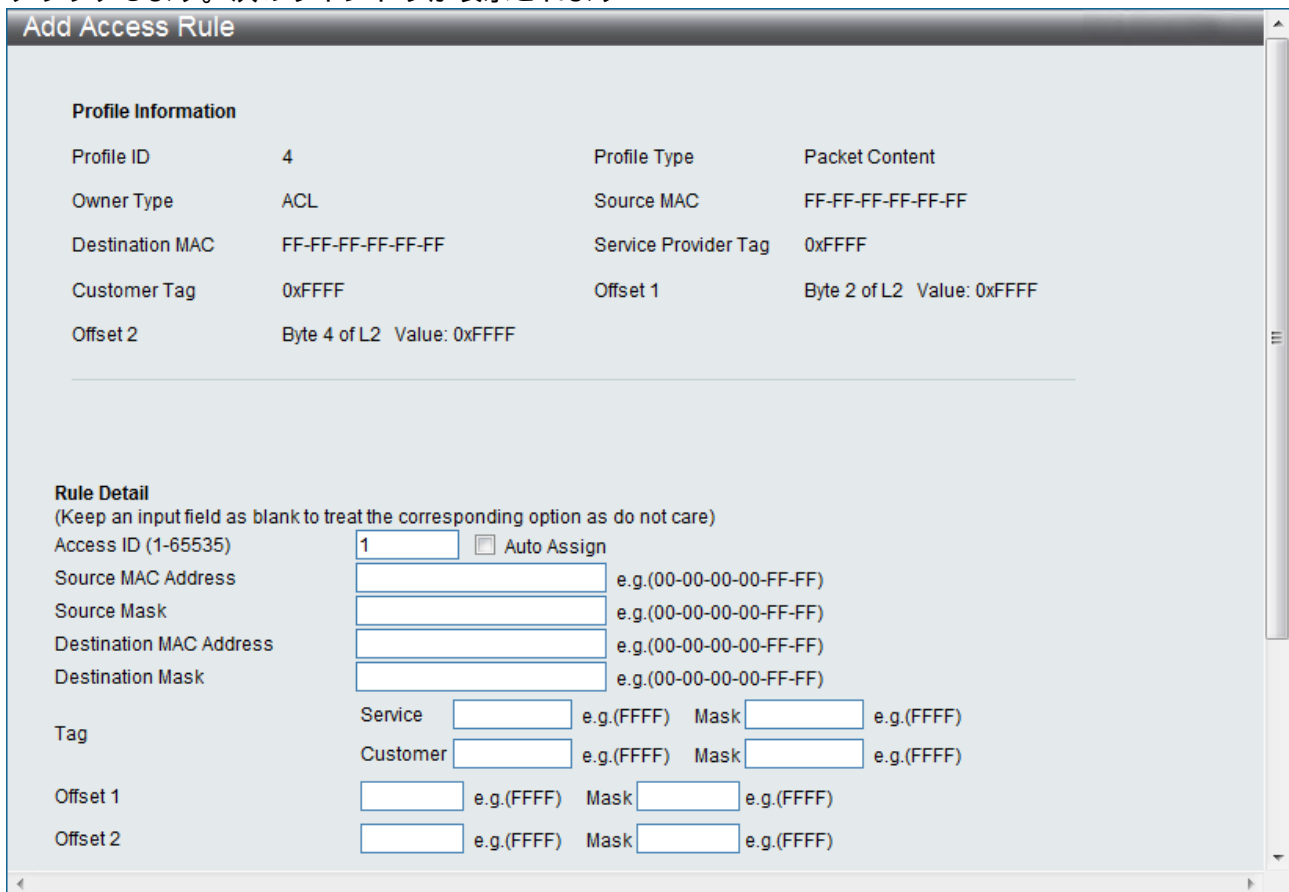 Add Access Rule
Profile Information
Profile ID 4 Profile Type Packet Content
Owner Type ACL Source MAC FF-FF-FF-FF-FF-FF
Destination MAC FF-FF-FF-FF-FF-FF Service Provider Tag 0xFFFF
Customer Tag 0xFFFF Offset 1 Byte 2 of L2 Value: 0xFFFF
Offset 2 Byte 4 of L2 Value: 0xFFFF
Rule Detail
(Keep an input field as blank to treat the corresponding option as do not care)
Access ID (1-65535) 1 Auto Assign
Source MAC Address e.g.(00-00-00-00-FF-FF)
Source Mask e.g.(00-00-00-00-FF-FF)
Destination MAC Address e.g.(00-00-00-00-FF-FF)
Destination Mask e.g.(00-00-00-00-FF-FF)
Tag
Service e.g.(FFFF) Mask e.g.(FFFF)
Customer e.g.(FFFF) Mask e.g.(FFFF)
Offset 1 e.g.(FFFF) Mask e.g.(FFFF)
Offset 2 e.g.(FFFF) Mask e.g.(FFFF)